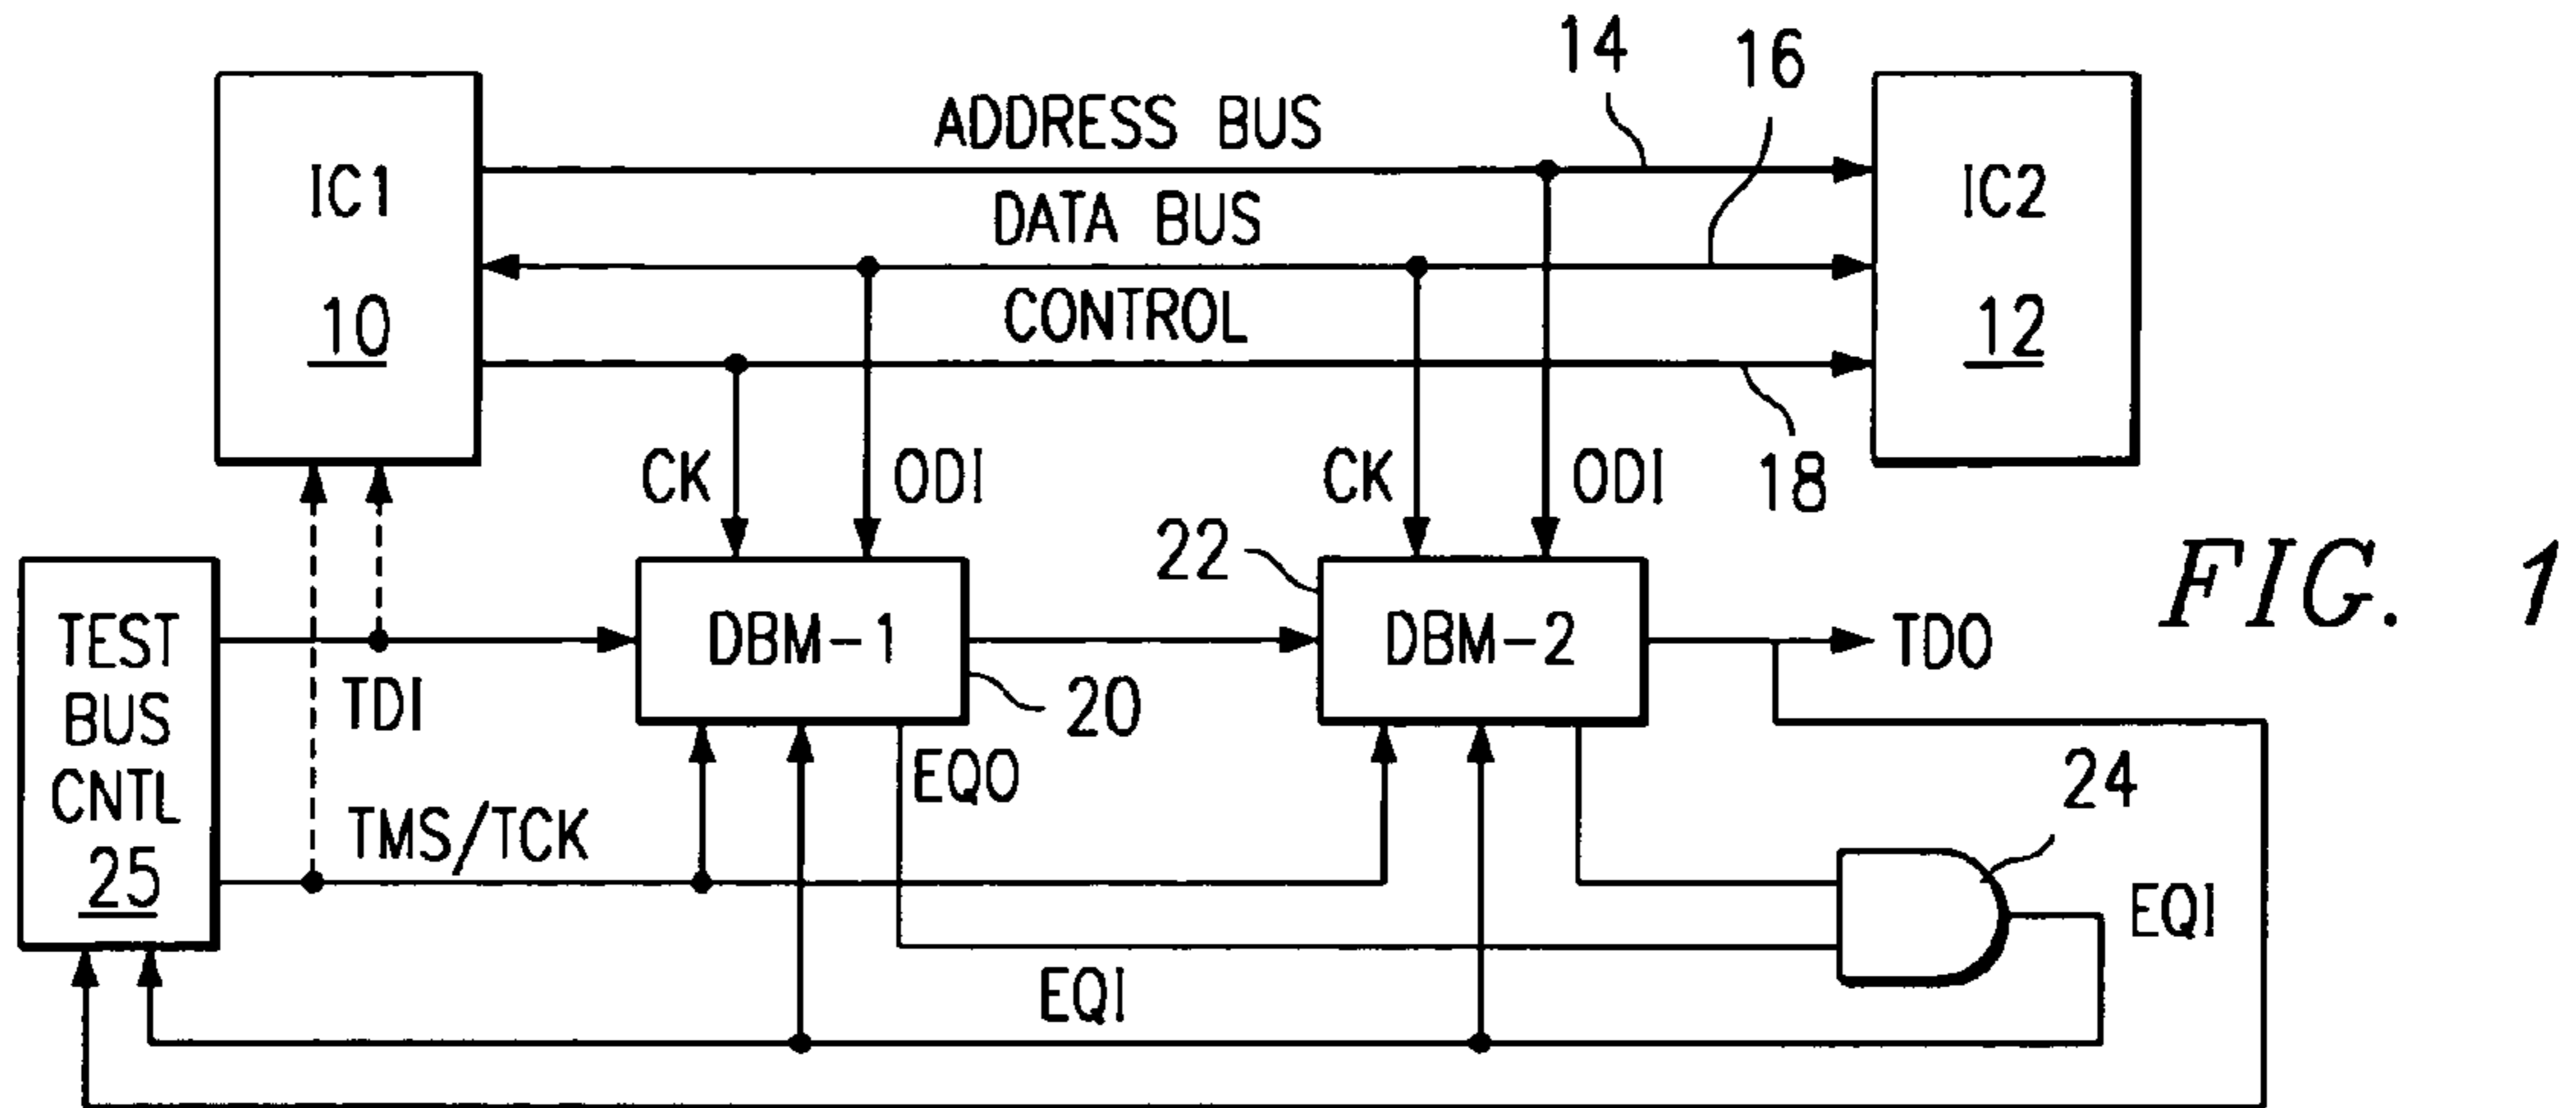 14
16
ADDRESS BUS
IC1
10
DATA BUS
IC2
12
CONTROL
CK
ODI
CK
ODI
18
22
FIG. 1
TEST
BUS
CNTL
25
TDI
DBM-1
20
DBM-2
TDO
EQO
TMS/TCK
24
EQI
EQI